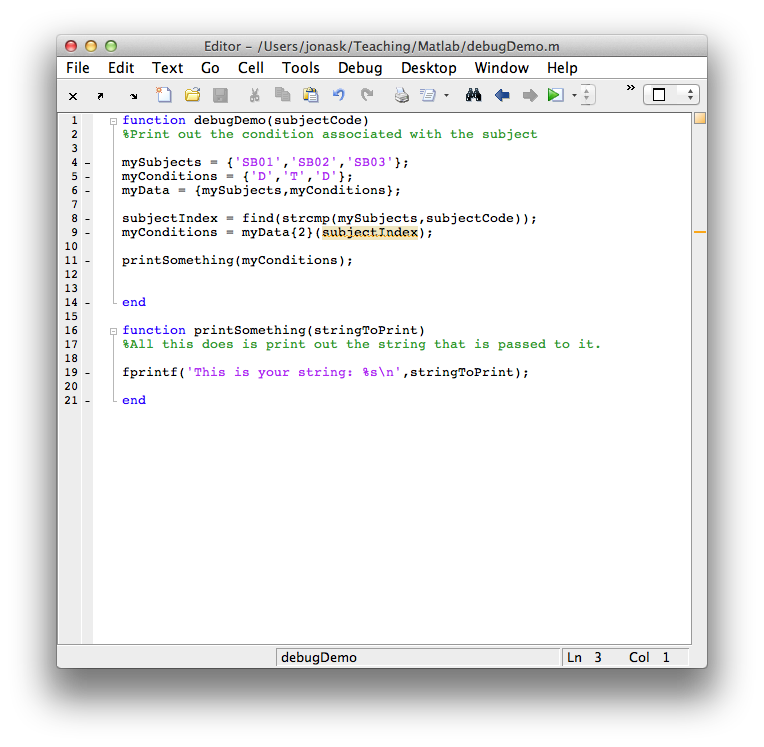 Editor – /Users/jonask/Teaching/Matlab/debugDemo.m
File Edit Text Go Cell Tools Debug Desktop Window Help
1 function debugDemo(subjectCode)
2 %Print out the condition associated with the subject
3
4 – mySubjects = {'SB01','SB02','SB03'};
5 – myConditions = {'D','T','D'};
6 – myData = {mySubjects,myConditions};
7
8 – subjectIndex = find(strcmp(mySubjects,subjectCode));
9 – myConditions = myData{2}(subjectIndex);
10
11 – printSomething(myConditions);
12
13
14 – end
15
16 function printSomething(stringToPrint)
17 %All this does is print out the string that is passed to it.
18
19 – fprintf('This is your string: %s\n',stringToPrint);
20
21 – end
debugDemo Ln 3 Col 1